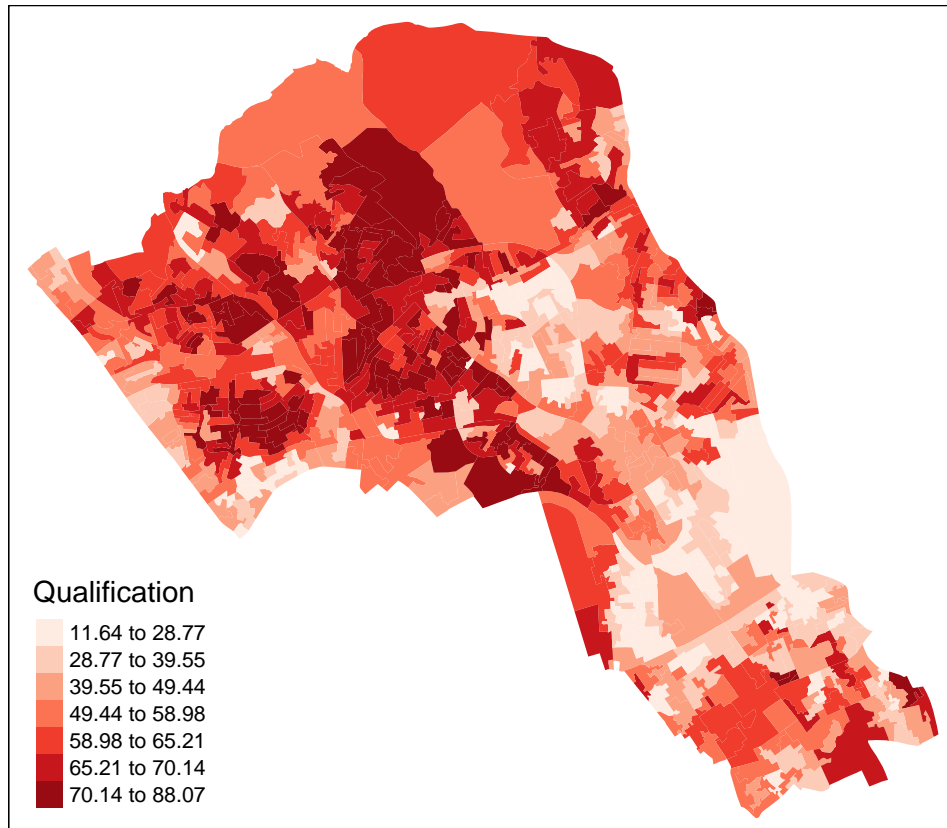 Qualification
11.64 to 28.77
28.77 to 39.55
39.55 to 49.44
49.44 to 58.98
58.98 to 65.21
65.21 to 70.14
70.14 to 88.07